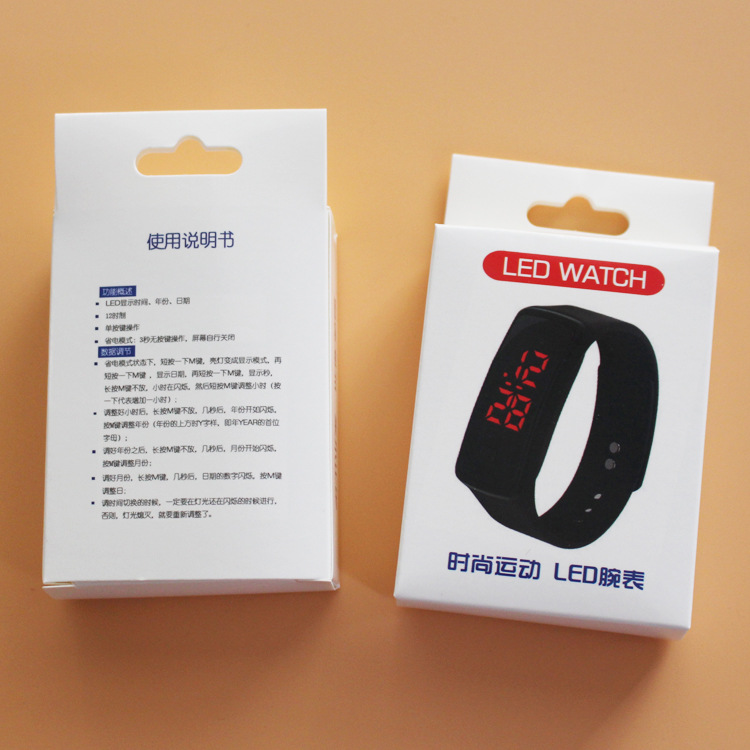 使用说明书
功能概述
LED显示时间、年份、日期
12时制
单按键操作
省电模式：3秒无按键操作，屏幕自行关闭
数据调节
省电模式状态下，短按一下M键，亮灯变成显示模式，再
短按一下M键，显示日期，再短按一下M键，显示秒。
长按M键不放，小时在闪烁，然后短按M键调整小时（按
一下代表增加一小时）；
调整好小时后，长按M键不放，几秒后，年份开始闪烁，
按M键调整年份（年份的上方时Y字样，即年YEAR的首位
字母）；
调好年份之后，长按M键不放，几秒后，月份开始闪烁，
按M键调整月份；
调好月份，长按M键，几秒后，日期的数字闪烁，按M键
调整日；
调时间切换的时候，一定要在灯光还在闪烁的时候进行，
否则，灯光熄灭，就要重新调整了。
LED WATCH
时尚运动 LED腕表